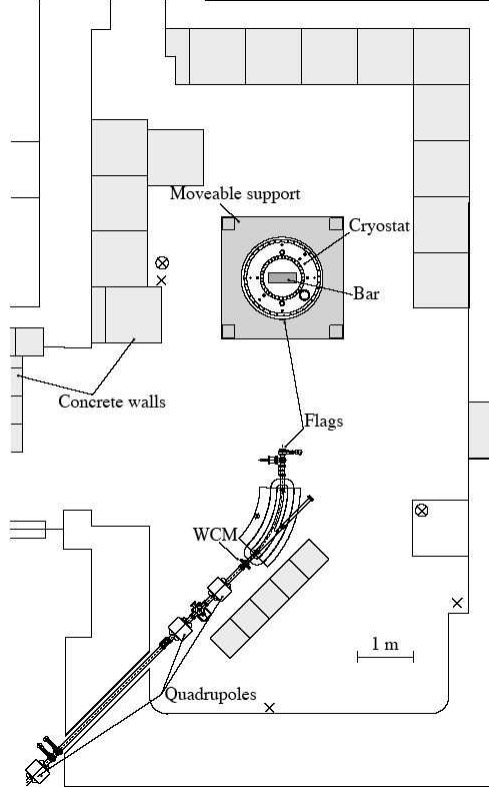 Moveable support
Cryostat
Bar
Concrete walls
Flags
WCM
1 m
Quadrupoles